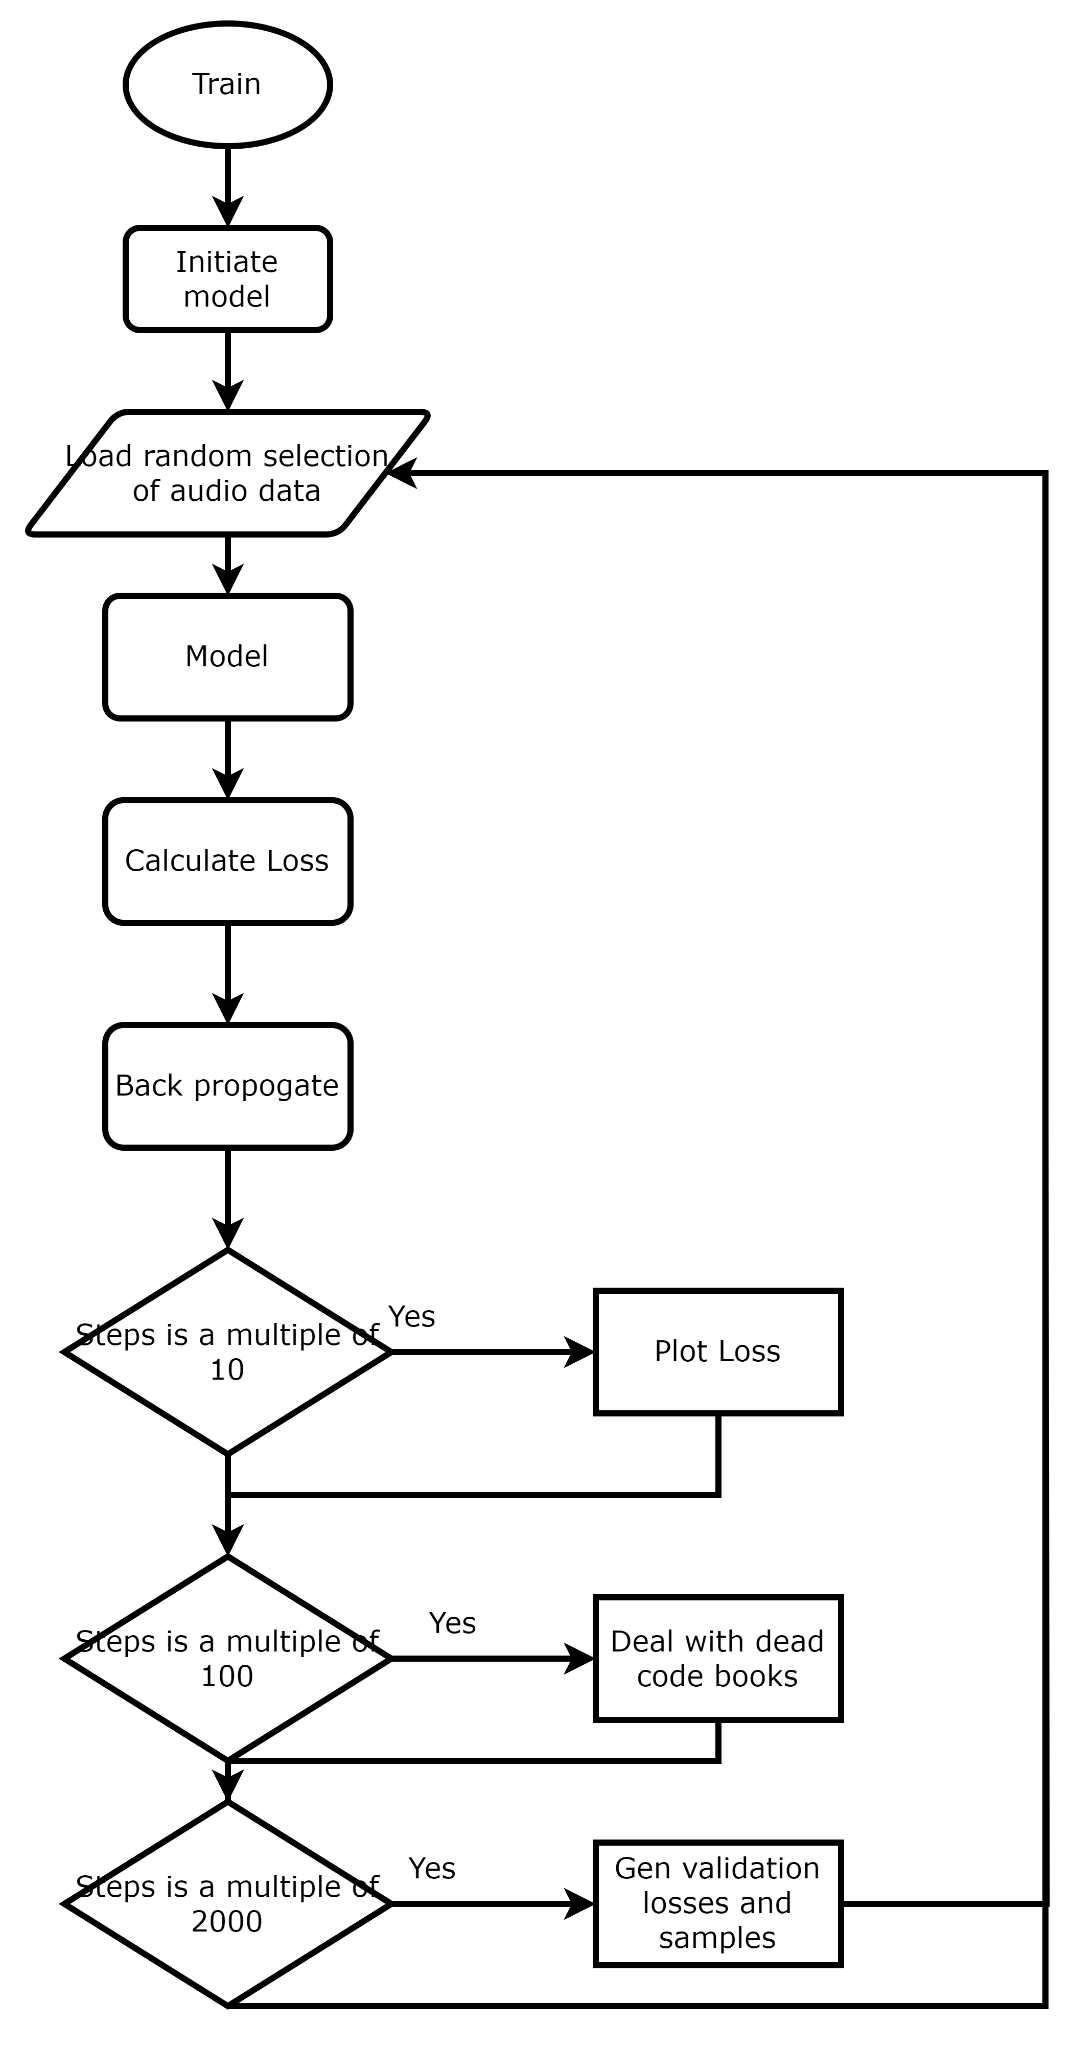 Train
Initiate
model
Load random selection
of audio data
Model
Calculate Loss
Back propogate
Steps is a multiple of
10
Yes
Plot Loss
Steps is a multiple of
100
Yes
Deal with dead
code books
Steps is a multiple of
2000
Yes
Gen validation
losses and
samples